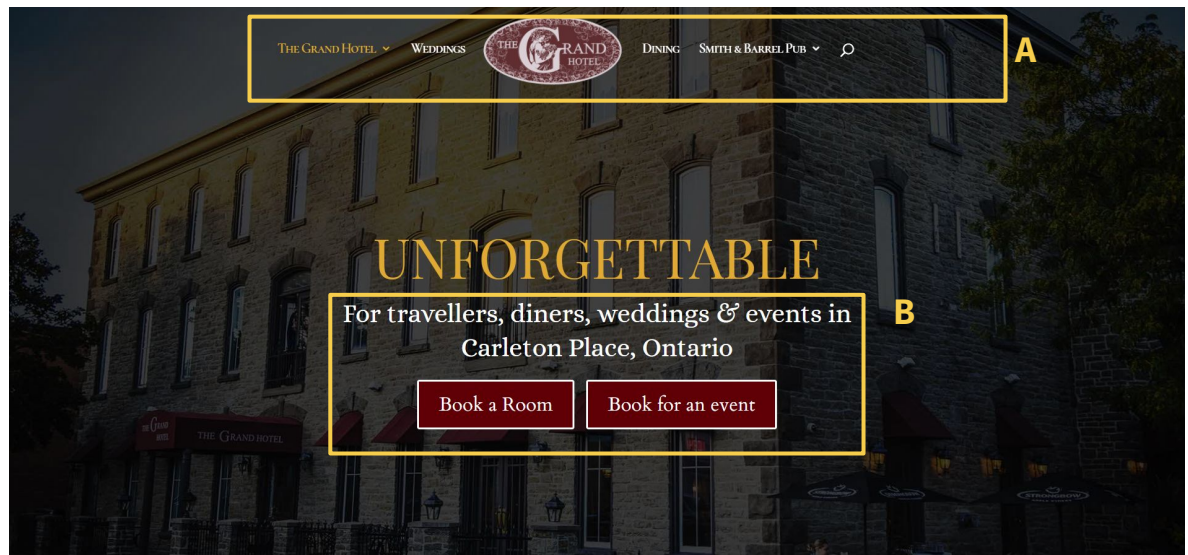 The Grand Hotel
Weddings
THE GRAND HOTEL
Dining
Smith & Barrel Pub
A
UNFORGETTABLE
B
For travellers, diners, weddings & events in
Carleton Place, Ontario
Book a Room
Book for an event
THE GRAND HOTEL
THE GRAND HOTEL
STRONGBOW